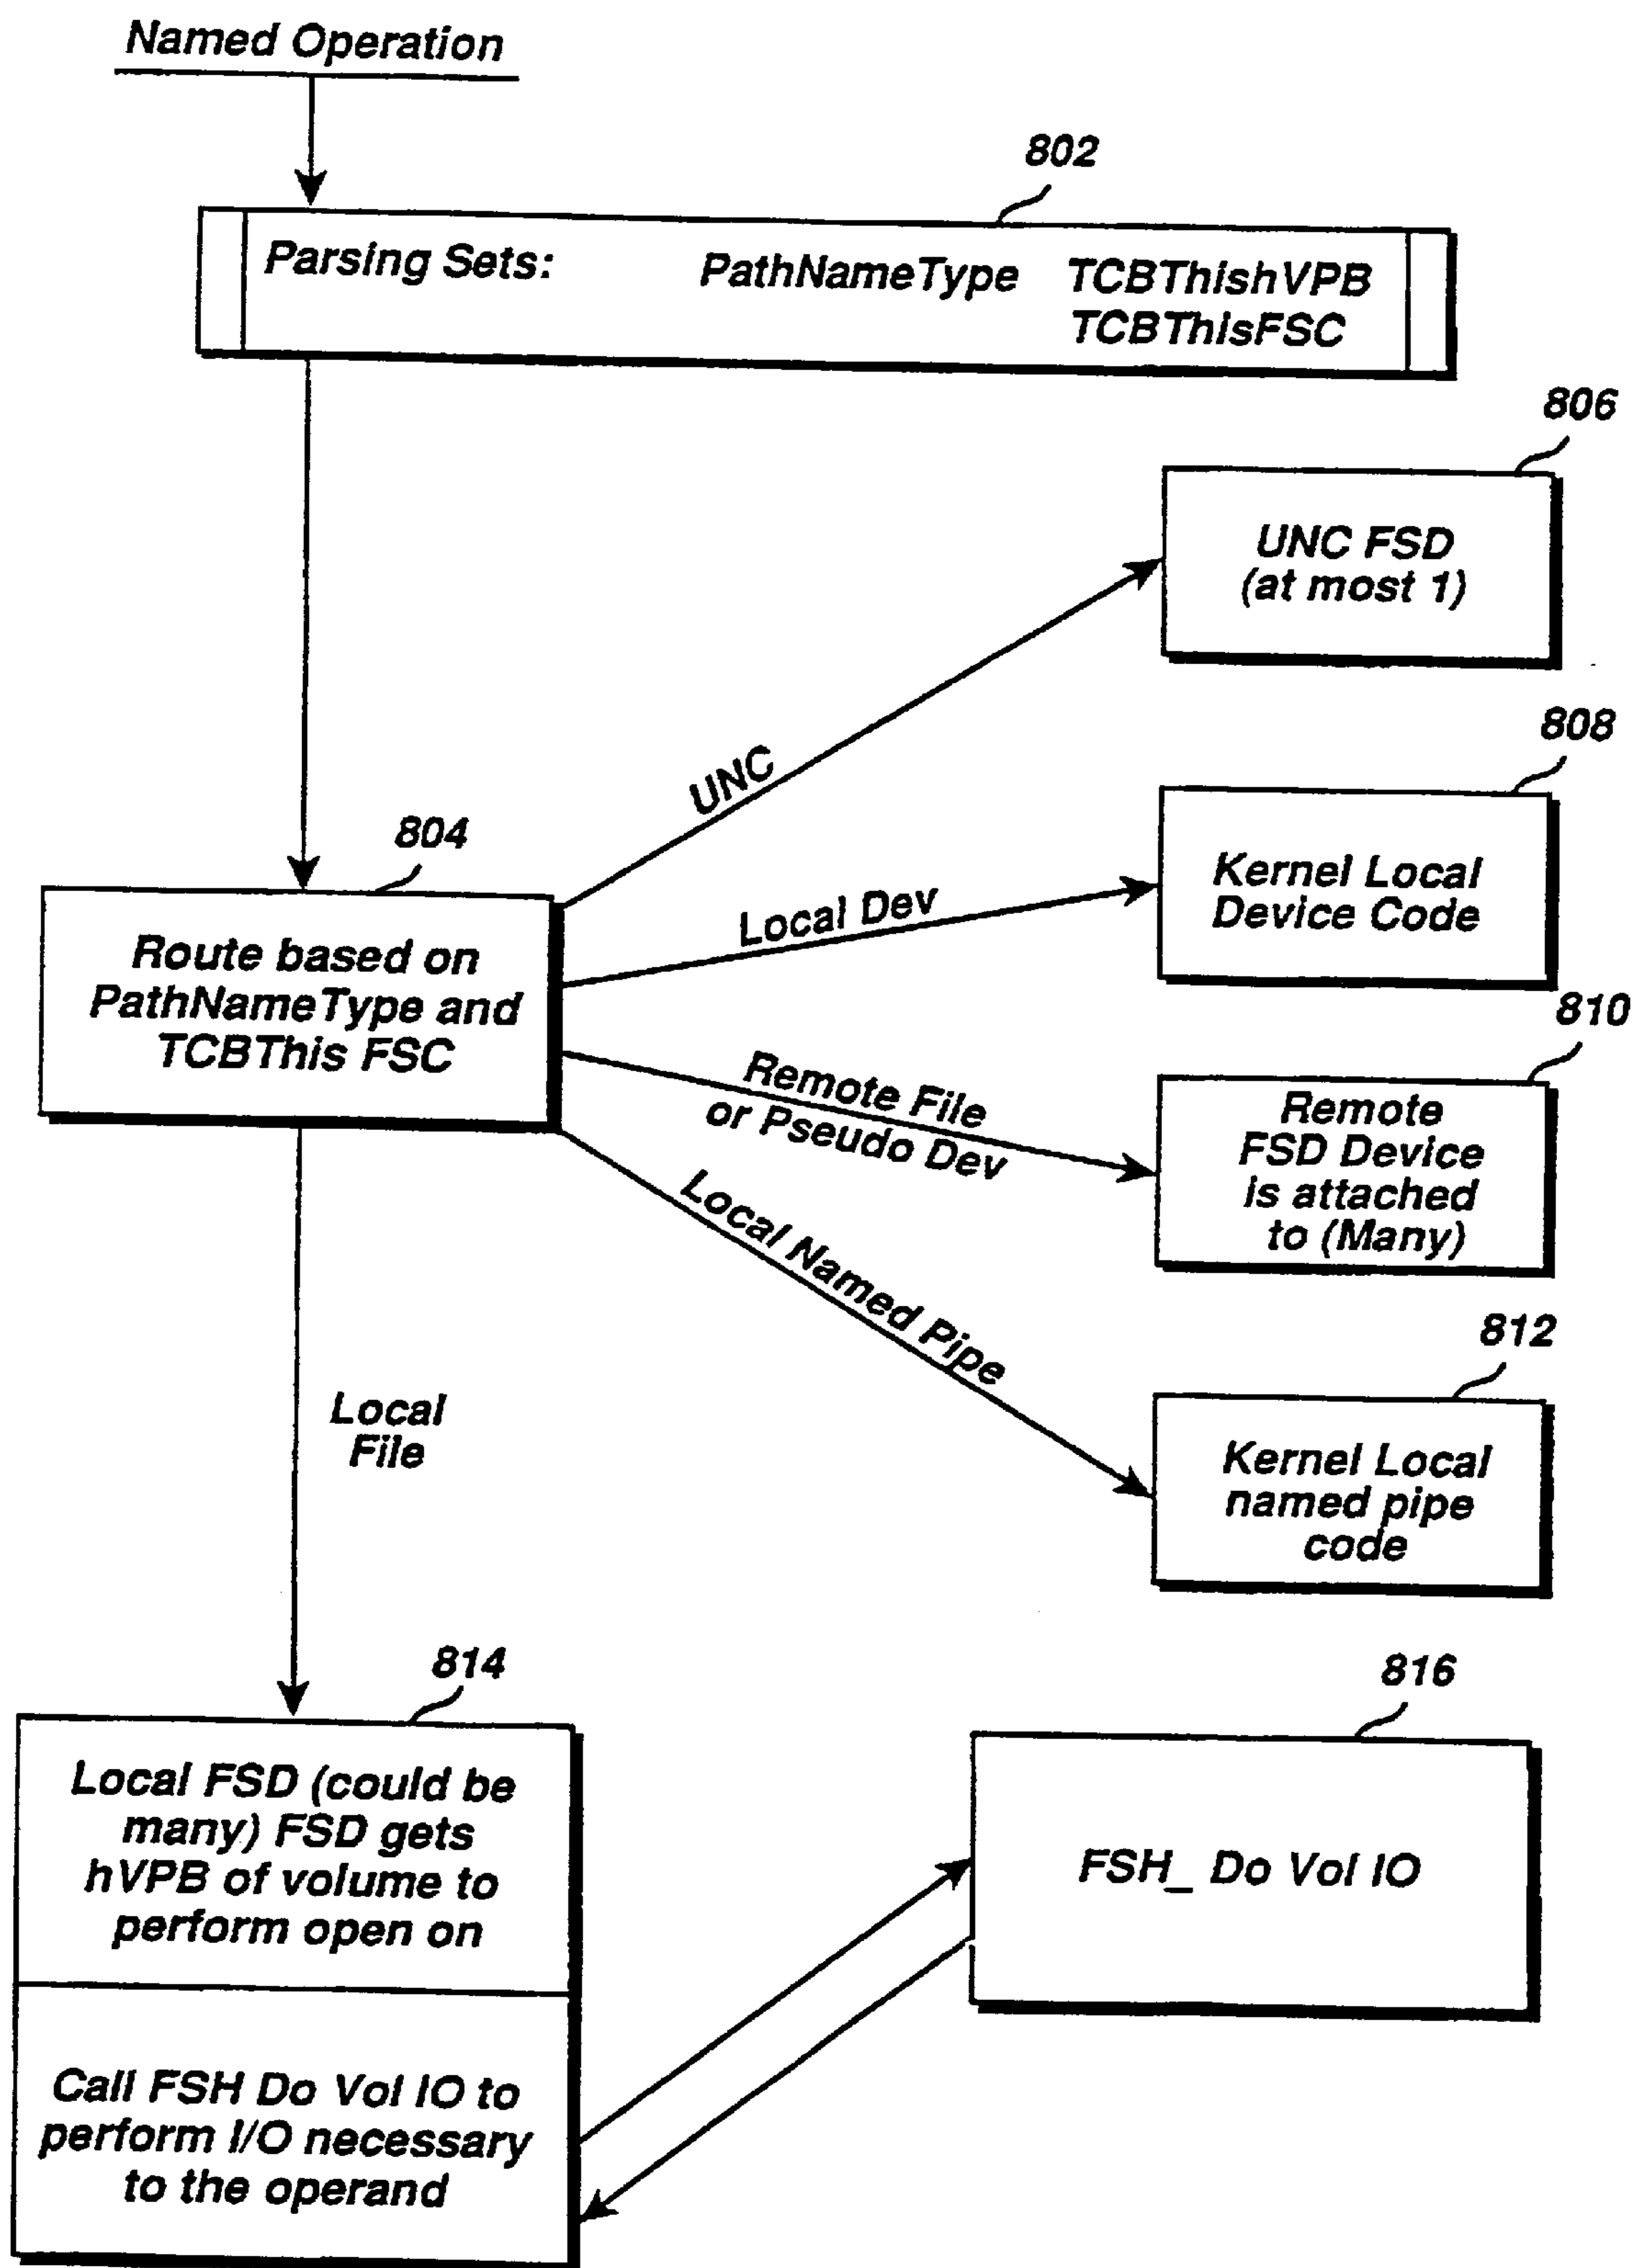 Named Operation
802
Parsing Sets: PathNameType TCBThishVPB
TCBThisFSC
806
UNC FSD
(at most 1)
UNC
808
804
Local Dev
Kernel Local
Device Code
Route based on
PathNameType and
TCBThis FSC
810
Remote File
or Pseudo Dev
Remote
FSD Device
is attached
to (Many)
Local Named Pipe
812
Local
File
Kernel Local
named pipe
code
814
816
Local FSD (could be
many) FSD gets
hVPB of volume to
perform open on
FSH_ Do Vol IO
Call FSH Do Vol IO to
perform I/O necessary
to the operand